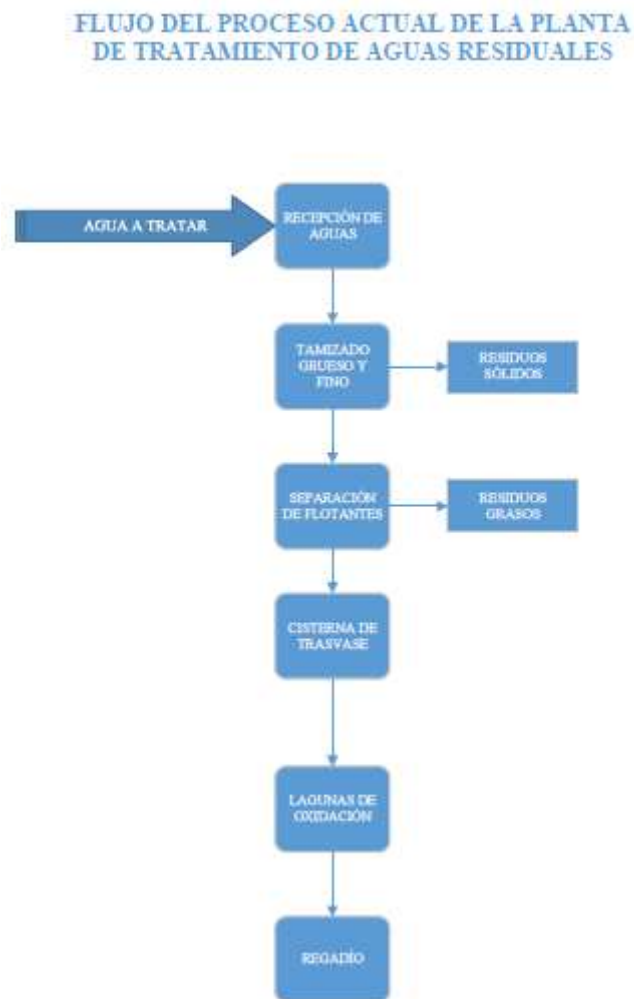 FLUJO DEL PROCESO ACTUAL DE LA PLANTA
DE TRATAMIENTO DE AGUAS RESIDUALES
AGUA A TRATAR
RECEPCIÓN DE
AGUAS
TAMIZADO
GRUESO Y
FINO
RESIDUOS
SÓLIDOS
SEPARACIÓN
DE FLOTANTES
RESIDUOS
GRASOS
CISTERNA DE
TRASVASE
LAGUNAS DE
OXIDACIÓN
REGADÍO